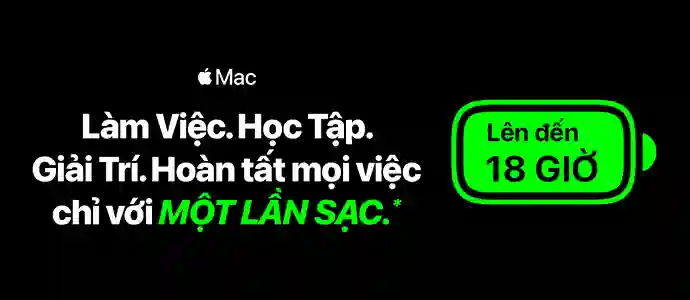 Mac
Làm Việc. Học Tập.
Giải Trí. Hoàn tất mọi việc
chỉ với MỘT LẦN SẠC.*
Lên đến
18 GIỜ